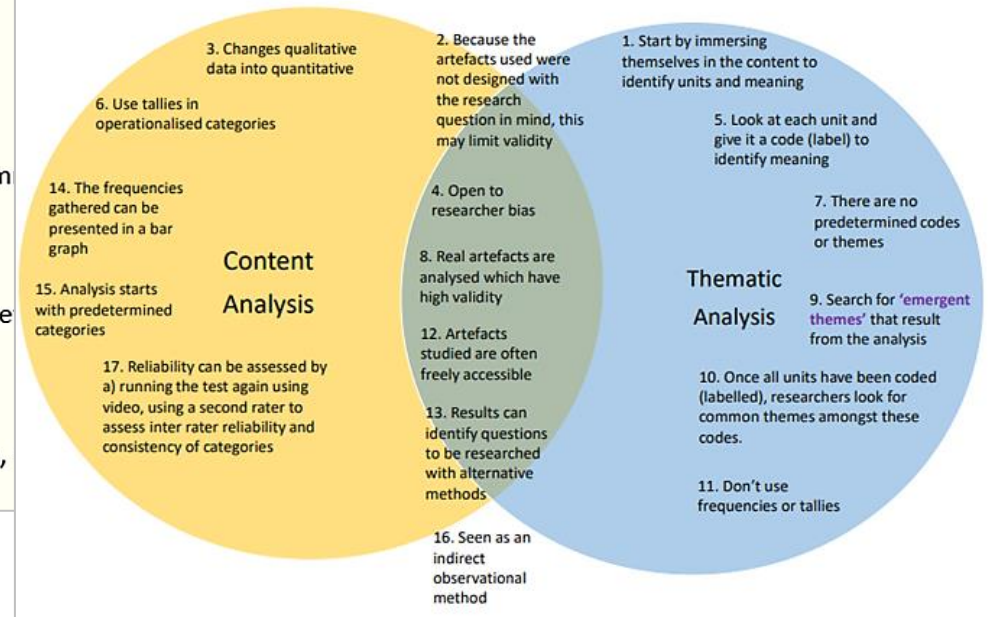 3. Changes qualitative
data into quantitative
6. Use tallies in
operationalised categories
14. The frequencies
gathered can be
presented in a bar
graph
15. Analysis starts
with predetermined
categories
Content
Analysis
17. Reliability can be assessed by
a) running the test again using
video, using a second rater to
assess inter rater reliability and
consistency of categories
2. Because the
artefacts used were
not designed with
the research
question in mind, this
may limit validity
4. Open to
researcher bias
8. Real artefacts are
analysed which have
high validity
12. Artefacts
studied are often
freely accessible
13. Results can
identify questions
to be researched
with alternative
methods
16. Seen as an
indirect
observational
method
1. Start by immersing
themselves in the content to
identify units and meaning
5. Look at each unit and
give it a code (label) to
identify meaning
7. There are no
predetermined codes
or themes
Thematic
Analysis
9. Search for ‘emergent
themes’ that result
from the analysis
10. Once all units have been coded
(labelled), researchers look for
common themes amongst these
codes.
11. Don’t use
frequencies or tallies